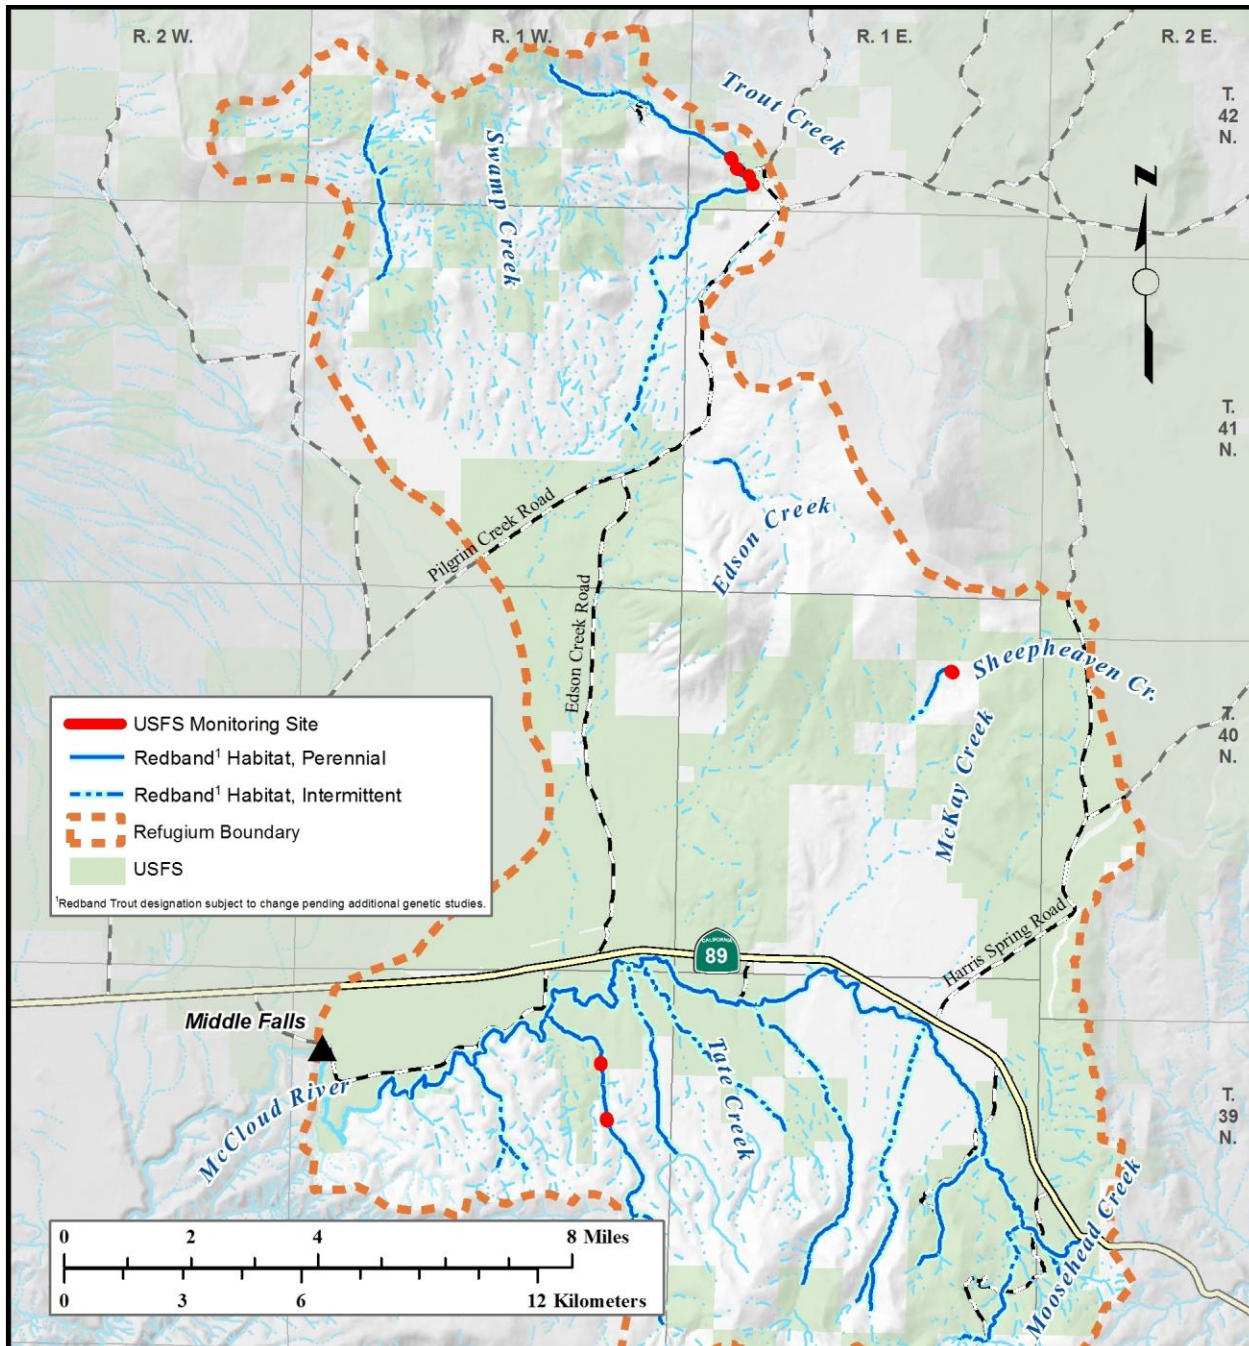 R. 2 W.
R. 1 W.
R. 1 E.
R. 2 E.
Trout Creek
T.
42
N.
Swamp Creek
N
T.
41
N.
Pilgrim Creek Road
Edson Creek
Edson Creek Road
Sheepheaven Cr.
T.
40
N.
McKay Creek
USFS Monitoring Site
Redband¹ Habitat, Perennial
Redband¹ Habitat, Intermittent
Refugium Boundary
USFS
¹Redband Trout designation subject to change pending additional genetic studies.
Harris Spring Road
CALIFORNIA
89
Middle Falls
McCloud River
Tate Creek
T.
39
N.
Moosehead Creek
0 2 4 8 Miles
0 3 6 12 Kilometers